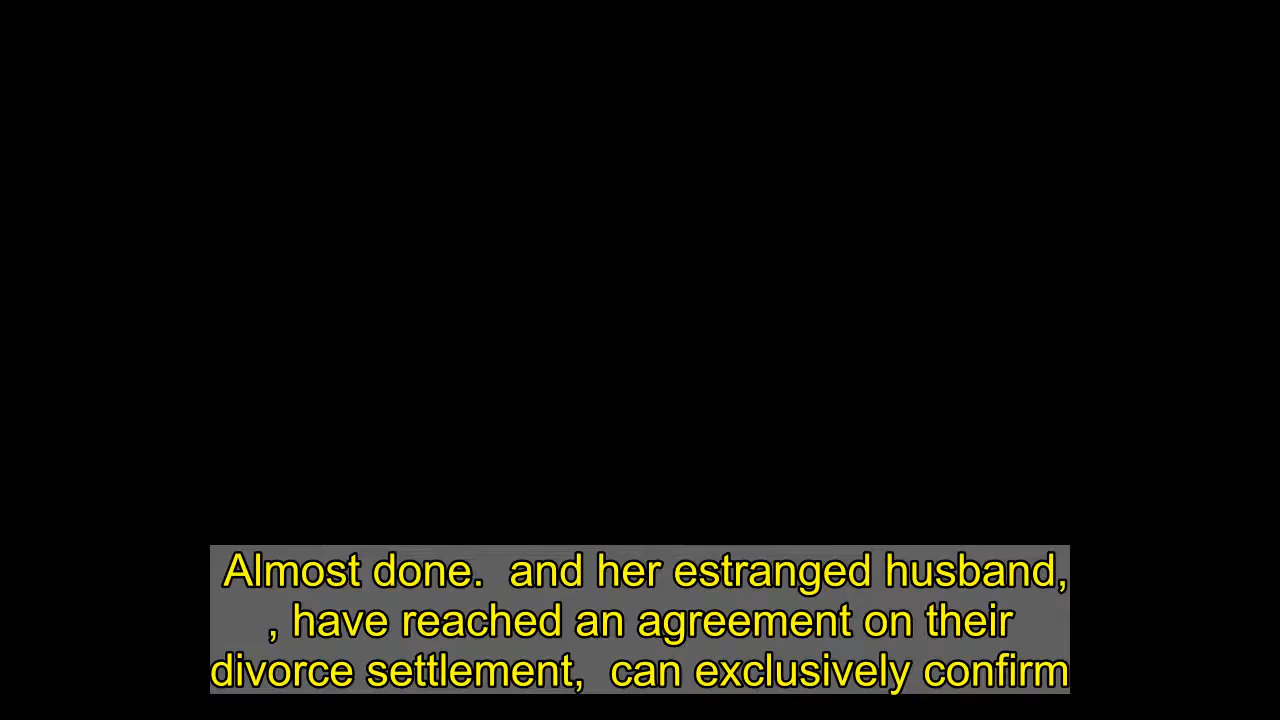 Almost done.  and her estranged husband,
, have reached an agreement on their
divorce settlement,  can exclusively confirm